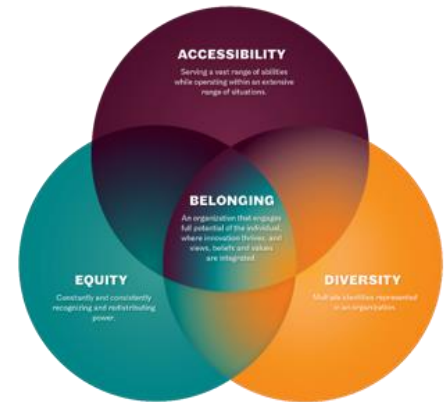 ACCESSIBILITY
Serving a vast range of abilities
while operating within an extensive
range of situations.
BELONGING
An organization that engages
full potential of the individual,
where innovation thrives, and
views, beliefs and values
are integrated
EQUITY
Constantly and consistently
recognizing and redistributing
power.
DIVERSITY
Multiple identities represented
in an organization.